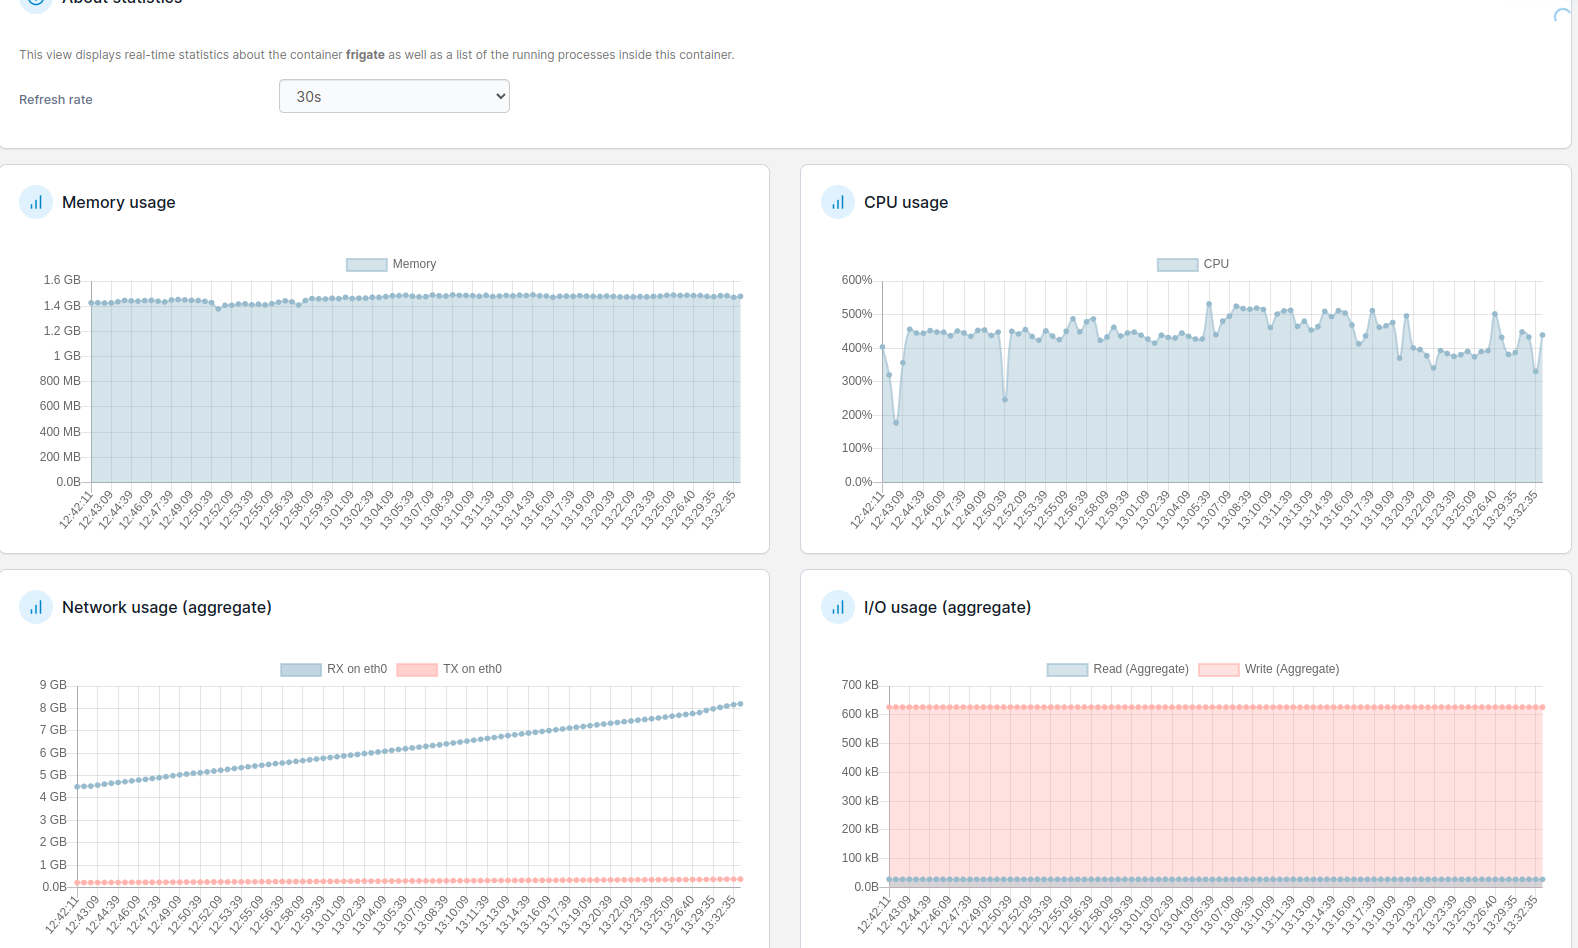 About statistics
This view displays real-time statistics about the container frigate as well as a list of the running processes inside this container.
Refresh rate
30s
Memory usage
Memory
1.6 GB
1.4 GB
1.2 GB
1 GB
800 MB
600 MB
400 MB
200 MB
0.0B
12:42:11 12:43:09 12:44:39 12:46:09 12:47:39 12:49:09 12:50:39 12:52:09 12:53:39 12:55:09 12:56:39 12:58:09 12:59:39 13:01:09 13:02:39 13:04:09 13:05:39 13:07:09 13:08:39 13:10:09 13:11:39 13:13:09 13:14:39 13:16:09 13:17:39 13:19:09 13:20:39 13:22:09 13:23:39 13:25:09 13:26:40 13:29:35 13:32:35
CPU usage
CPU
600%
500%
400%
300%
200%
100%
0.0%
12:42:11 12:43:09 12:44:39 12:46:09 12:47:39 12:49:09 12:50:39 12:52:09 12:53:39 12:55:09 12:56:39 12:58:09 12:59:39 13:01:09 13:02:39 13:04:09 13:05:39 13:07:09 13:08:39 13:10:09 13:11:39 13:13:09 13:14:39 13:16:09 13:17:39 13:19:09 13:20:39 13:22:09 13:23:39 13:25:09 13:26:40 13:29:35 13:32:35
Network usage (aggregate)
RX on eth0 TX on eth0
9 GB
8 GB
7 GB
6 GB
5 GB
4 GB
3 GB
2 GB
1 GB
0.0B
12:42:11 12:43:09 12:44:39 12:46:09 12:47:39 12:49:09 12:50:39 12:52:09 12:53:39 12:55:09 12:56:39 12:58:09 12:59:39 13:01:09 13:02:39 13:04:09 13:05:39 13:07:09 13:08:39 13:10:09 13:11:39 13:13:09 13:14:39 13:16:09 13:17:39 13:19:09 13:20:39 13:22:09 13:23:39 13:25:09 13:26:40 13:29:35 13:32:35
I/O usage (aggregate)
Read (Aggregate) Write (Aggregate)
700 kB
600 kB
500 kB
400 kB
300 kB
200 kB
100 kB
0.0B
12:42:11 12:43:09 12:44:39 12:46:09 12:47:39 12:49:09 12:50:39 12:52:09 12:53:39 12:55:09 12:56:39 12:58:09 12:59:39 13:01:09 13:02:39 13:04:09 13:05:39 13:07:09 13:08:39 13:10:09 13:11:39 13:13:09 13:14:39 13:16:09 13:17:39 13:19:09 13:20:39 13:22:09 13:23:39 13:25:09 13:26:40 13:29:35 13:32:35